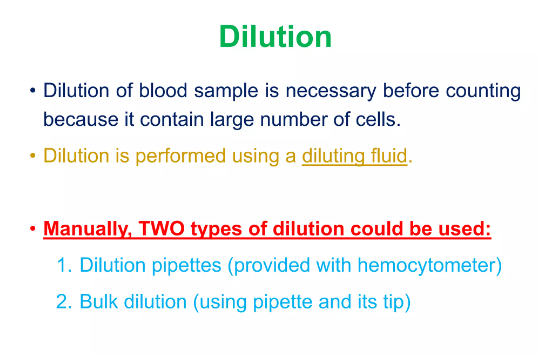 Dilution
• Dilution of blood sample is necessary before counting
because it contain large number of cells.
• Dilution is performed using a diluting fluid.
• Manually, TWO types of dilution could be used:
1. Dilution pipettes (provided with hemocytometer)
2. Bulk dilution (using pipette and its tip)